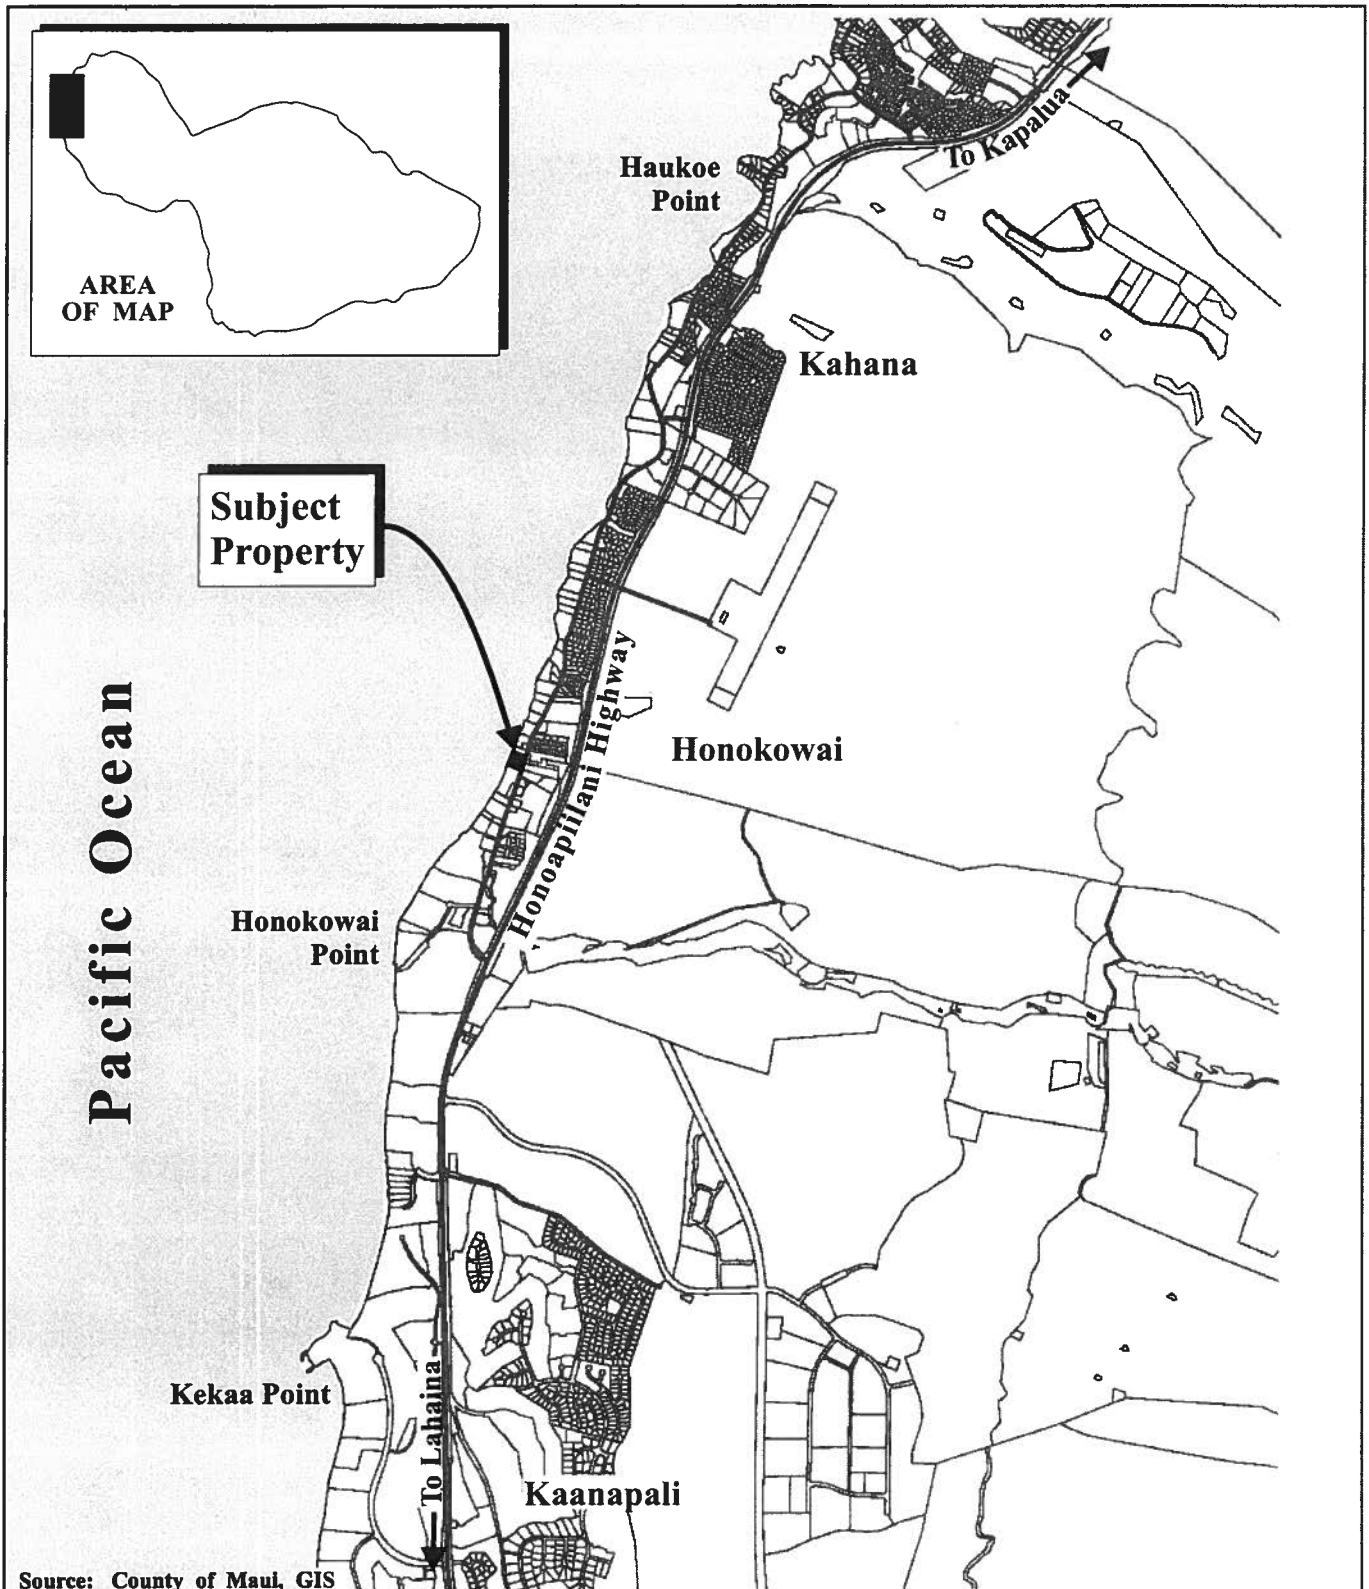 AREA
OF MAP
To Kapalua
Haukoe
Point
Kahana
Subject
Property
Pacific Ocean
Honoapiilani Highway
Honokowai
Honokowai
Point
Kekaa Point
To Lahaina
Kaanapali
Source: County of Maui, GIS